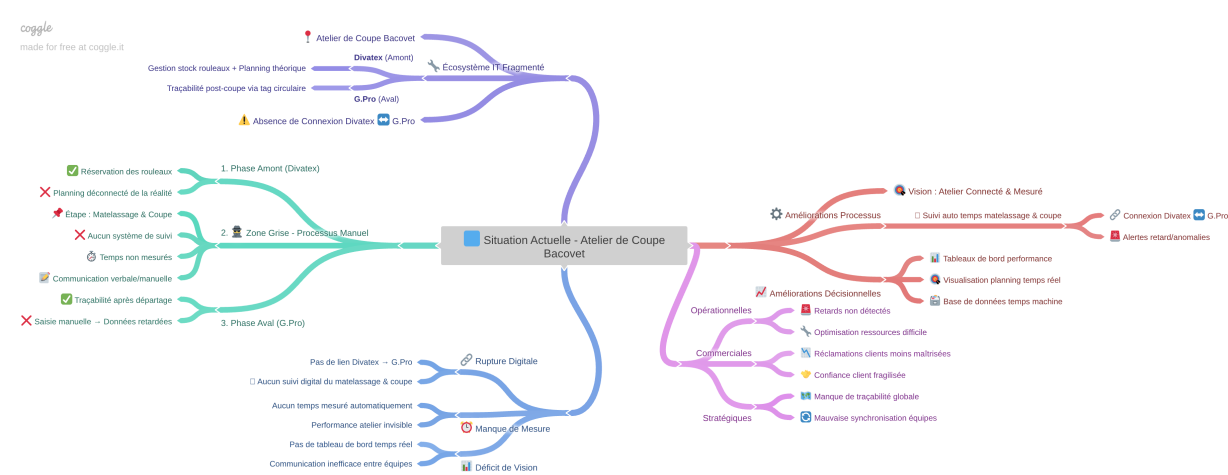 coggle
made for free at coggle.it
📍 Atelier de Coupe Bacovet
🔧 Écosystème IT Fragmenté
Divatex (Amont)
Gestion stock rouleaux + Planning théorique
Traçabilité post-coupe via tag circulaire
G.Pro (Aval)
⚠️ Absence de Connexion Divatex ↔️ G.Pro
1. Phase Amont (Divatex)
✅ Réservation des rouleaux
❌ Planning déconnecté de la réalité
2. 🕵️ Zone Grise - Processus Manuel
📌 Étape : Matelassage & Coupe
❌ Aucun système de suivi
⏱ Temps non mesurés
📝 Communication verbale/manuelle
3. Phase Aval (G.Pro)
✅ Traçabilité après départage
❌ Saisie manuelle → Données retardées
🟦 Situation Actuelle - Atelier de Coupe
Bacovet
🔗 Rupture Digitale
Pas de lien Divatex → G.Pro
Aucun suivi digital du matelassage & coupe
⏰ Manque de Mesure
Aucun temps mesuré automatiquement
Performance atelier invisible
📊 Déficit de Vision
Pas de tableau de bord temps réel
Communication inefficace entre équipes
🎯 Vision : Atelier Connecté & Mesuré
⚙️ Améliorations Processus
Suivi auto temps matelassage & coupe
🔗 Connexion Divatex ↔️ G.Pro
🚨 Alertes retard/anomalies
📈 Améliorations Décisionnelles
📊 Tableaux de bord performance
🎯 Visualisation planning temps réel
Base de données temps machine
Opérationnelles
🚨 Retards non détectés
🔧 Optimisation ressources difficile
Commerciales
📉 Réclamations clients moins maîtrisées
🤝 Confiance client fragilisée
Stratégiques
🗺️ Manque de traçabilité globale
🔄 Mauvaise synchronisation équipes